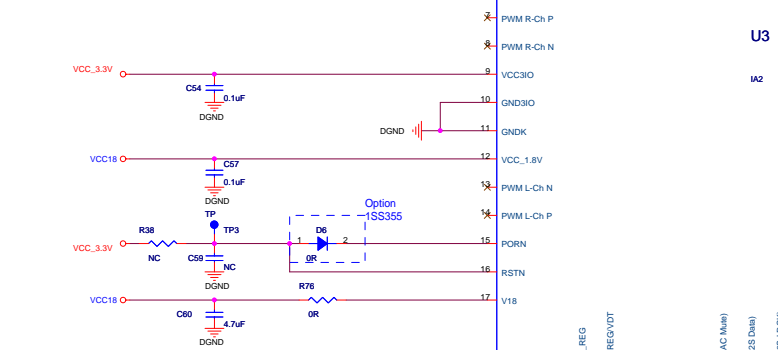 7 PWM R-Ch P
U3
8 PWM R-Ch N
VCC_3.3V
9 VCC3IO
IA2
C54
0.1uF
10 GND3IO
DGND
DGND
11 GNDK
VCC18
12 VCC_1.8V
C57
0.1uF
13 PWM L-Ch N
DGND
Option
1SS355
TP
14 PWM L-Ch P
R38
TP3
D6
VCC_3.3V
1
2
15 PORN
NC
C59
0R
NC
16 RSTN
DGND
R76
VCC18
17 V18
C60
0R
4.7uF
DGND
_REG
REG/VDT
AC Mute)
2S Data)